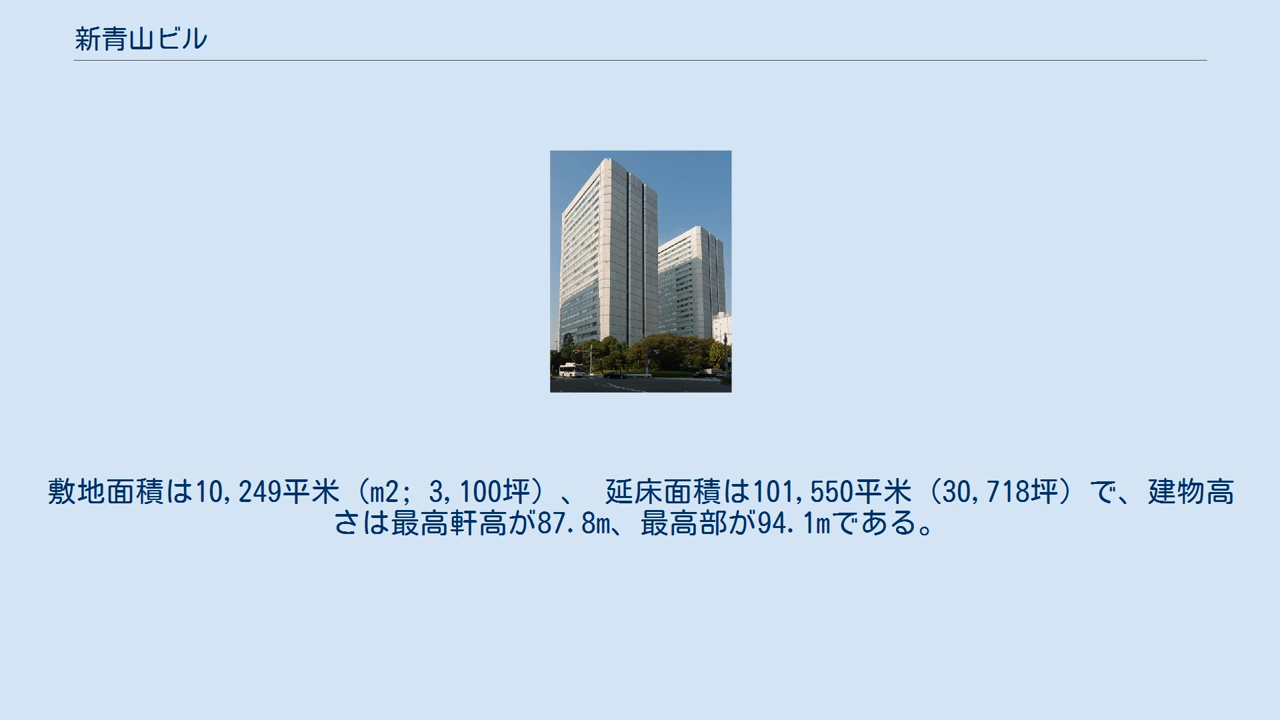 新青山ビル
敷地面積は10,249平米（m2; 3,100坪）、 延床面積は101,550平米（30,718坪）で、建物高
さは最高軒高が87.8m、最高部が94.1mである。